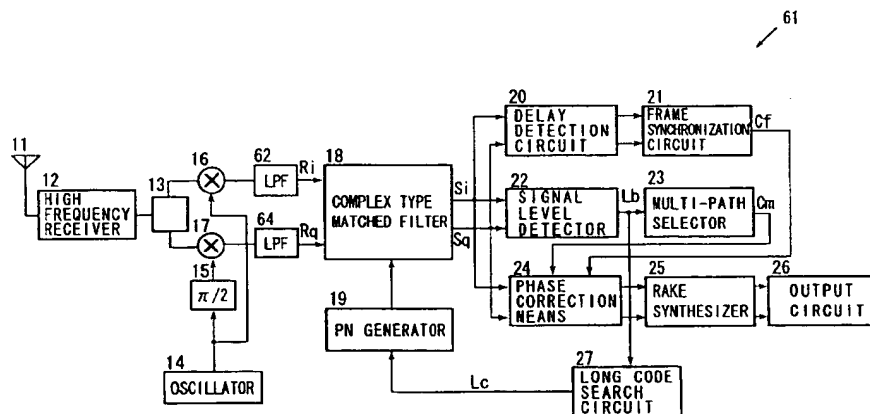 61
11
12
HIGH
FREQUENCY
RECEIVER
13
16
17
15
π/2
14
OSCILLATOR
62
LPF
Ri
64
LPF
Rq
18
COMPLEX TYPE
MATCHED FILTER
Si
Sq
19
PN GENERATOR
Lc
20
DELAY
DETECTION
CIRCUIT
21
FRAME
SYNCHRONIZATION
CIRCUIT
Cf
22
SIGNAL
LEVEL
DETECTOR
Lb
23
MULTI-PATH
SELECTOR
Cm
24
PHASE
CORRECTION
NEANS
25
RAKE
SYNTHESIZER
26
OUTPUT
CIRCUIT
27
LONG CODE
SEARCH
CIRCUIT